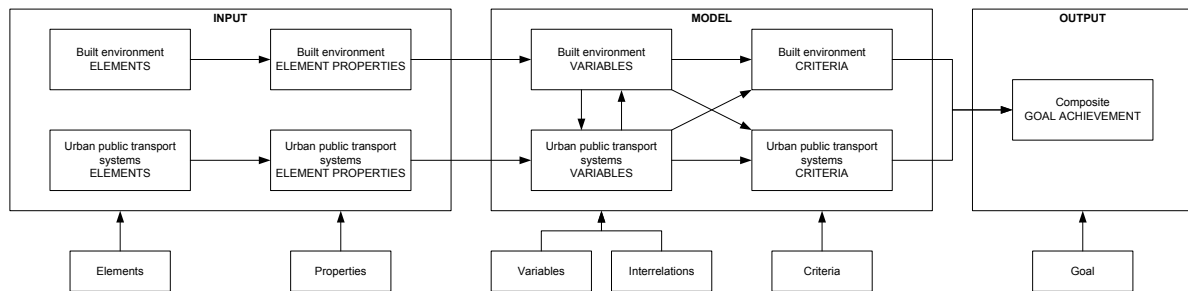 INPUT
MODEL
OUTPUT
Built environment
ELEMENTS
Built environment
ELEMENT PROPERTIES
Built environment
VARIABLES
Built environment
CRITERIA
Composite
GOAL ACHIEVEMENT
Urban public transport
systems
ELEMENTS
Urban public transport
systems
ELEMENT PROPERTIES
Urban public transport
systems
VARIABLES
Urban public transport
systems
CRITERIA
Elements
Properties
Variables
Interrelations
Criteria
Goal